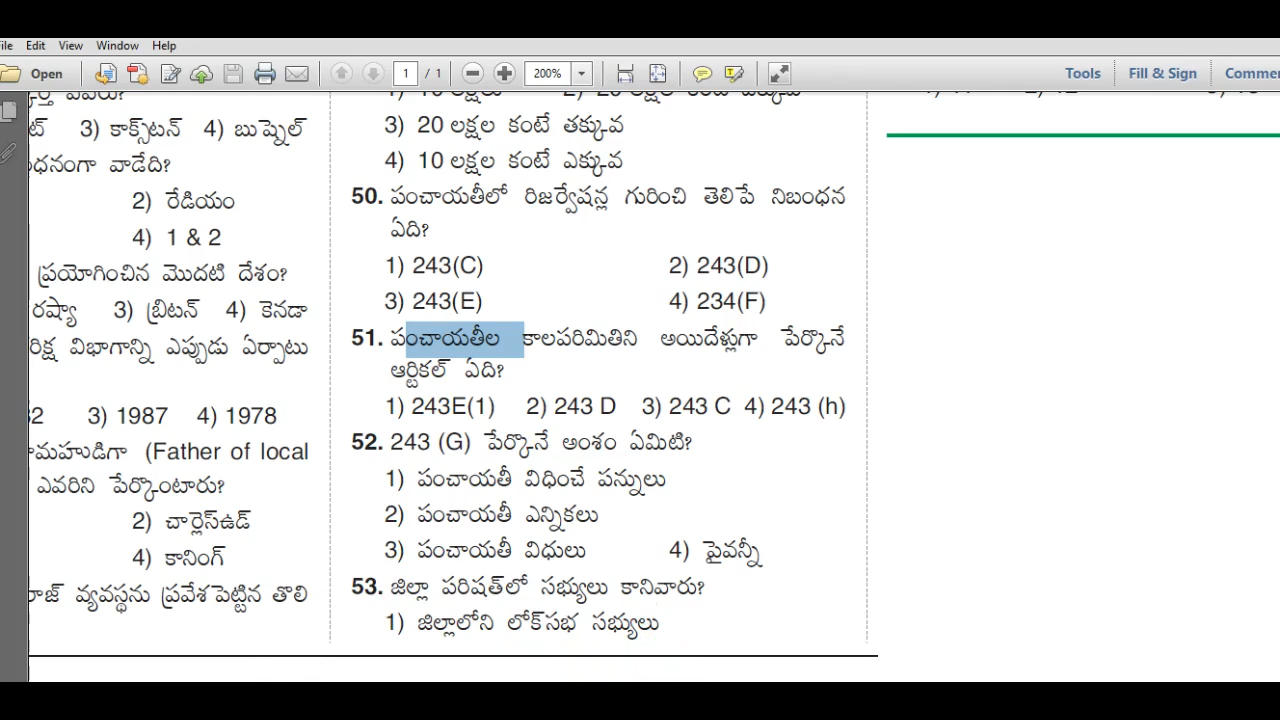 File Edit View Window Help
Open 1 / 1 200% Tools Fill & Sign
3) కాక్స్‌టన్ 4) బుష్నెల్
వాడేది?
2) రేడియం
4) 1 & 2
ప్రయోగించిన మొదటి దేశం?
రష్యా 3) బ్రిటన్ 4) కెనడా
విభాగాన్ని ఎప్పుడు ఏర్పాటు
3) 1987 4) 1978
(Father of local
ఎవరిని పేర్కొంటారు?
2) చార్లెస్‌ఉడ్
4) కానింగ్
వ్యవస్థను ప్రవేశపెట్టిన తొలి
3) 20 లక్షల కంటే తక్కువ
4) 10 లక్షల కంటే ఎక్కువ
50. పంచాయతీలో రిజర్వేషన్ల గురించి తెలిపే నిబంధన
ఏది?
1) 243(C) 2) 243(D)
3) 243(E) 4) 234(F)
51. పంచాయతీల కాలపరిమితిని అయిదేళ్లుగా పేర్కొనే
ఆర్టికల్ ఏది?
1) 243E(1) 2) 243 D 3) 243 C 4) 243 (h)
52. 243 (G) పేర్కొనే అంశం ఏమిటి?
1) పంచాయతీ విధించే పన్నులు
2) పంచాయతీ ఎన్నికలు
3) పంచాయతీ విధులు 4) పైవన్నీ
53. జిల్లా పరిషత్‌లో సభ్యులు కానివారు?
1) జిల్లాలోని లోక్‌సభ సభ్యులు